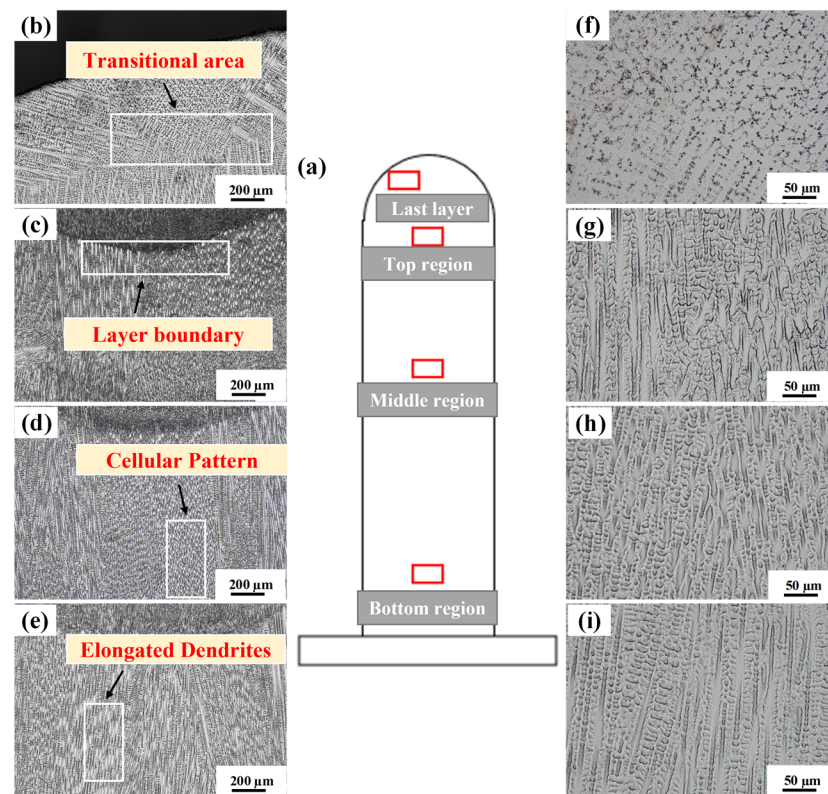 (b)
Transitional area
200 μm
(c)
Layer boundary
200 μm
(d)
Cellular Pattern
200 μm
(e)
Elongated Dendrites
200 μm
(a)
Last layer
Top region
Middle region
Bottom region
(f)
50 μm
(g)
50 μm
(h)
50 μm
(i)
50 μm